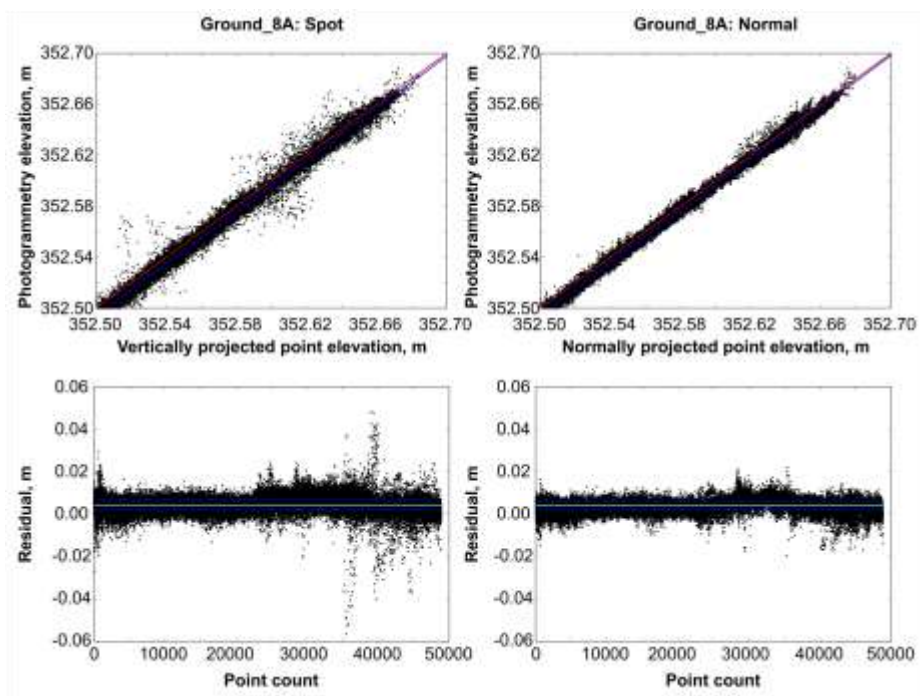 Ground_8A: Spot
Ground_8A: Normal
352.70
352.66
352.62
352.58
352.54
352.50
Photogrammetry elevation, m
352.50 352.54 352.58 352.62 352.66 352.70
Vertically projected point elevation, m
352.70
352.66
352.62
352.58
352.54
352.50
Photogrammetry elevation, m
352.50 352.54 352.58 352.62 352.66 352.70
Normally projected point elevation, m
0.06
0.04
0.02
0.00
-0.02
-0.04
-0.06
Residual, m
0 10000 20000 30000 40000 50000
Point count
0.06
0.04
0.02
0.00
-0.02
-0.04
-0.06
Residual, m
0 10000 20000 30000 40000 50000
Point count